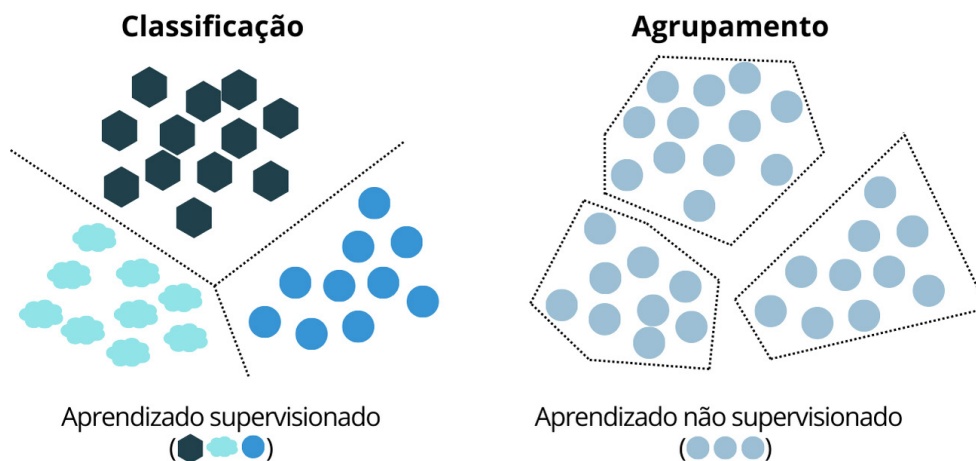 Classificação
Agrupamento
Aprendizado supervisionado
()
Aprendizado não supervisionado
()